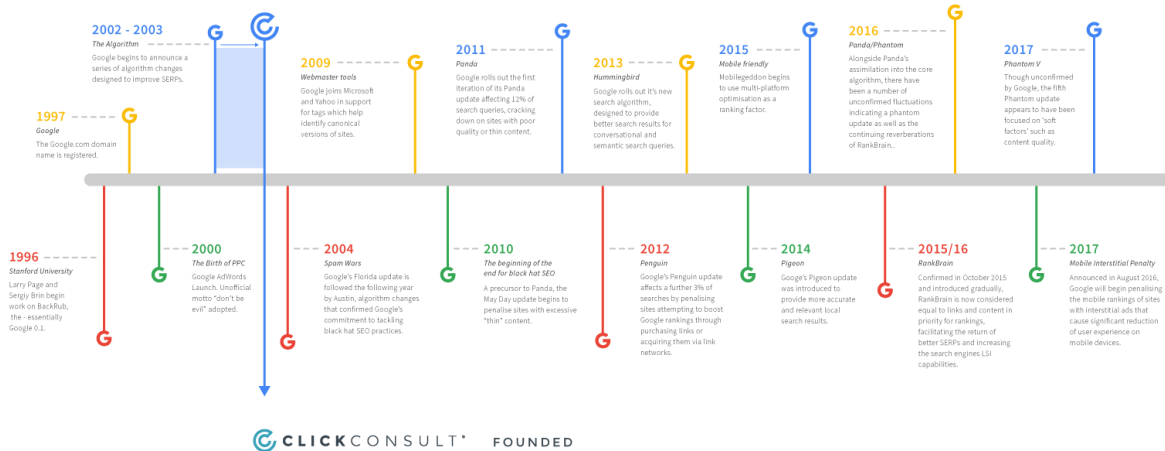 2002 - 2003
The Algorithm
Google begins to announce a
series of algorithm changes
designed to improve SERPs.
1997
Google
The Google.com domain
name is registered.
2009
Webmaster tools
Google joins Microsoft
and Yahoo in support
for tags which help
identify canonical
versions of sites.
2011
Panda
Google rolls out the first
iteration of its Panda
update affecting 12% of
search queries, cracking
down on sites with poor
quality or thin content.
2013
Hummingbird
Google rolls out it's new
search algorithm,
designed to provide
better search results for
conversational and
semantic search queries.
2015
Mobile friendly
Mobilegeddon begins
to use multi-platform
optimisation as a
ranking factor.
2016
Panda/Phantom
Alongside Panda's
assimilation into the core
algorithm, there have
been a number of
unconfirmed fluctuations
indicating a phantom
update as well as the
continuing reverberations
of RankBrain..
2017
Phantom V
Though unconfirmed
by Google, the fifth
Phantom update
appears to have been
focused on 'soft
factors' such as
content quality.
1996
Stanford University
Larry Page and
Sergiy Brin begin
work on BackRub,
the - essentially
Google 0.1.
2000
The Birth of PPC
Google AdWords
Launch. Unofficial
motto "don't be
evil" adopted.
2004
Spam Wars
Google's Florida update is
followed the following year
by Austin, algorithm changes
that confirmed Google's
commitment to tackling
black hat SEO practices.
2010
The beginning of the
end for black hat SEO
A precursor to Panda, the
May Day update begins to
penalise sites with excessive
"thin" content.
2012
Penguin
Google's Penguin update
affects a further 3% of
searches by penalising
sites attempting to boost
Google rankings through
purchasing links or
acquiring them via link
networks.
2014
Pigeon
Googe's Pigeon update
was introduced to
provide more accurate
and relevant local
search results.
2015/16
RankBrain
Confirmed in October 2015
and introduced gradually,
RankBrain is now considered
equal to links and content in
priority for rankings,
facilitating the return of
better SERPs and increasing
the search engines LSI
capabilities.
2017
Mobile Interstitial Penalty
Announced in August 2016,
Google will begin penalising
the mobile rankings of sites
with interstitial ads that
cause significant reduction
of user experience on
mobile devices.
CLICKCONSULT FOUNDED